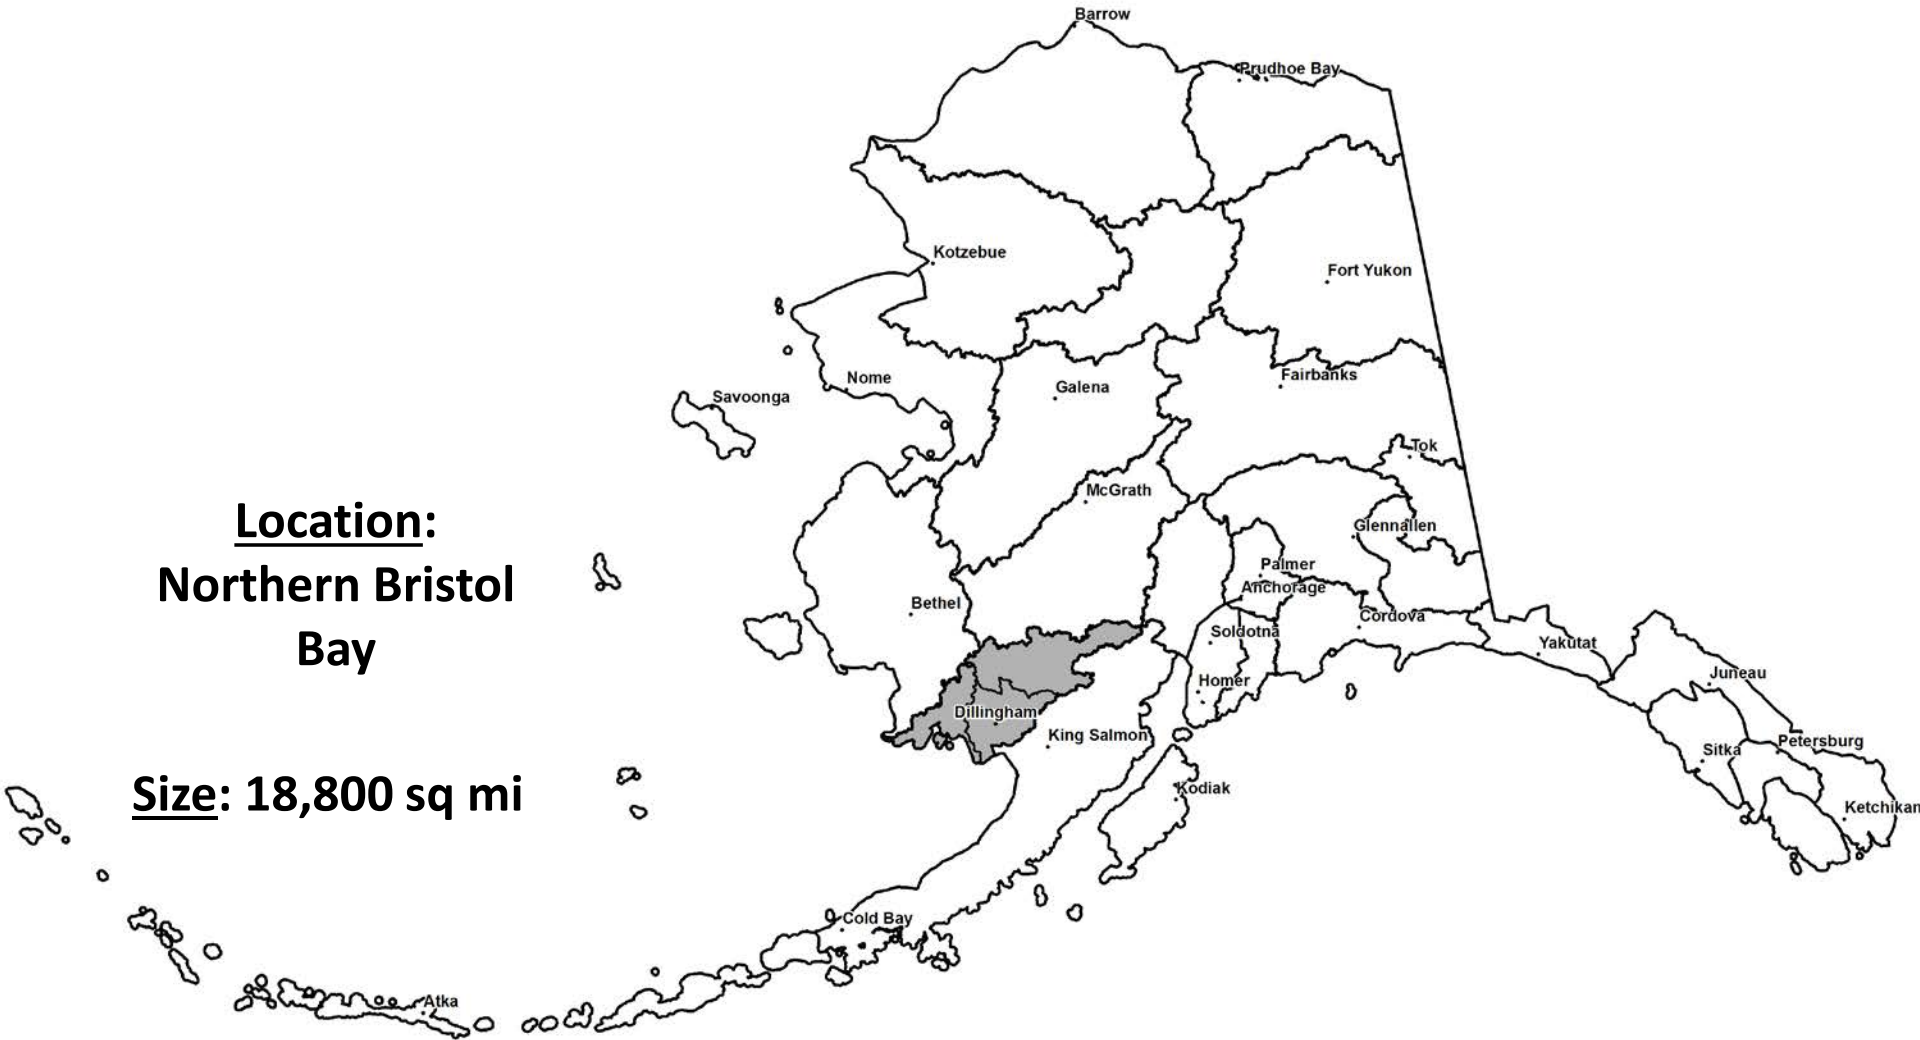 Barrow
Prudhoe Bay
Kotzebue
Fort Yukon
Nome
Savoonga
Galena
Fairbanks
Tok
McGrath
Glennallen
Location:
Northern Bristol
Bay
Palmer
Anchorage
Bethel
Cordova
Soldotna
Yakutat
Homer
Juneau
Dillingham
King Salmon
Sitka
Petersburg
Size: 18,800 sq mi
Kodiak
Ketchikan
Cold Bay
Atka